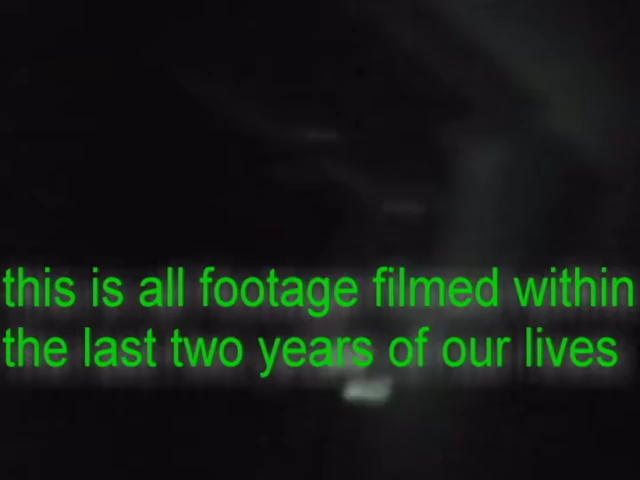 this is all footage filmed within
the last two years of our lives